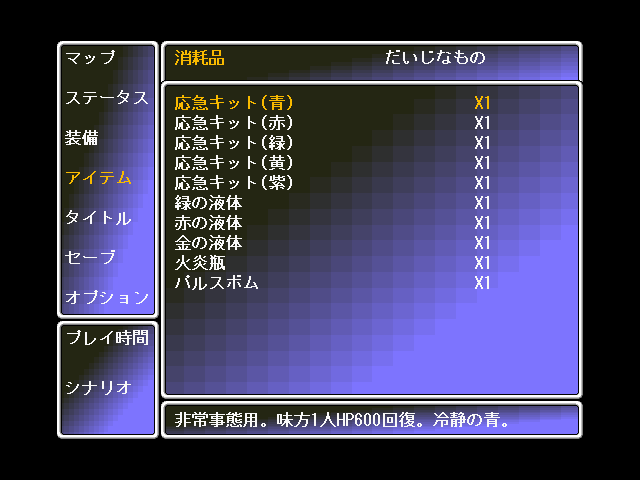 マップ
ステータス
装備
アイテム
タイトル
セーブ
オプション
プレイ時間
シナリオ
消耗品 だいじなもの
応急キット(青) X1
応急キット(赤) X1
応急キット(緑) X1
応急キット(黄) X1
応急キット(紫) X1
緑の液体 X1
赤の液体 X1
金の液体 X1
火炎瓶 X1
パルスボム X1
非常事態用。味方1人HP600回復。冷静の青。